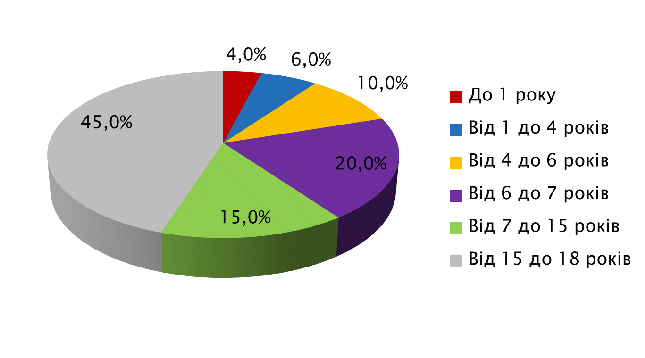 4,0%
6,0%
10,0%
45,0%
20,0%
15,0%
До 1 року
Від 1 до 4 років
Від 4 до 6 років
Від 6 до 7 років
Від 7 до 15 років
Від 15 до 18 років